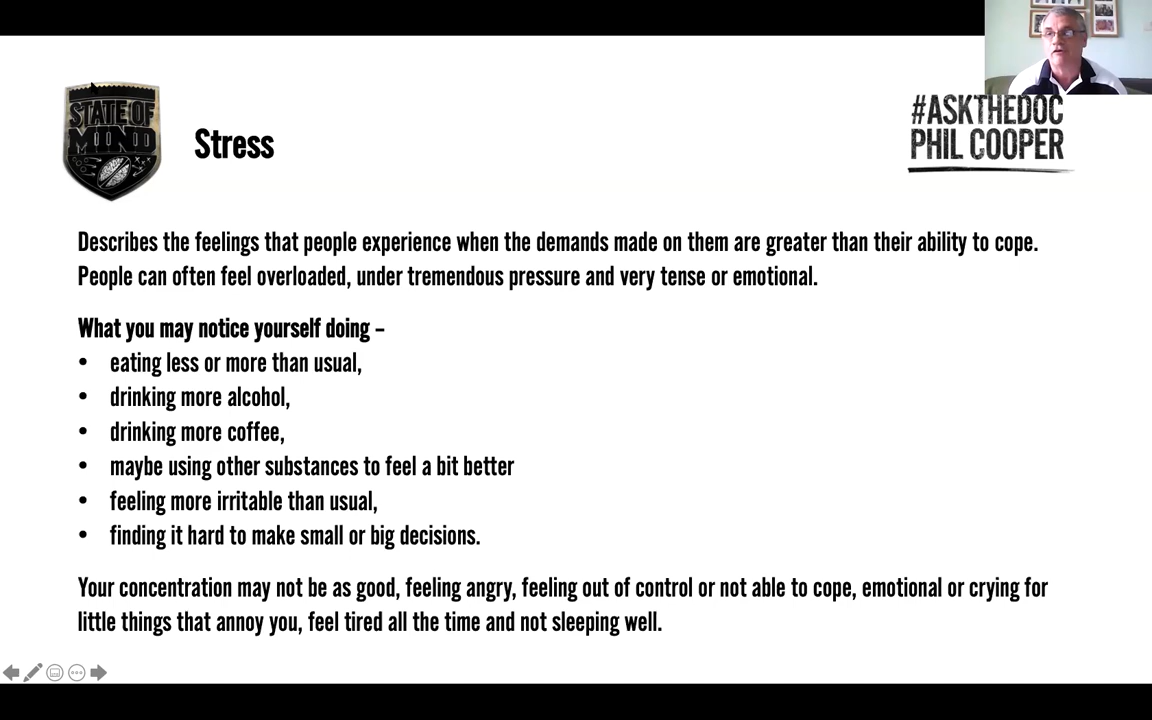 STATE OF
MIND
Stress
#ASKTHEDOC
PHIL COOPER
Describes the feelings that people experience when the demands made on them are greater than their ability to cope.
People can often feel overloaded, under tremendous pressure and very tense or emotional.
What you may notice yourself doing –
• eating less or more than usual,
• drinking more alcohol,
• drinking more coffee,
• maybe using other substances to feel a bit better
• feeling more irritable than usual,
• finding it hard to make small or big decisions.
Your concentration may not be as good, feeling angry, feeling out of control or not able to cope, emotional or crying for
little things that annoy you, feel tired all the time and not sleeping well.